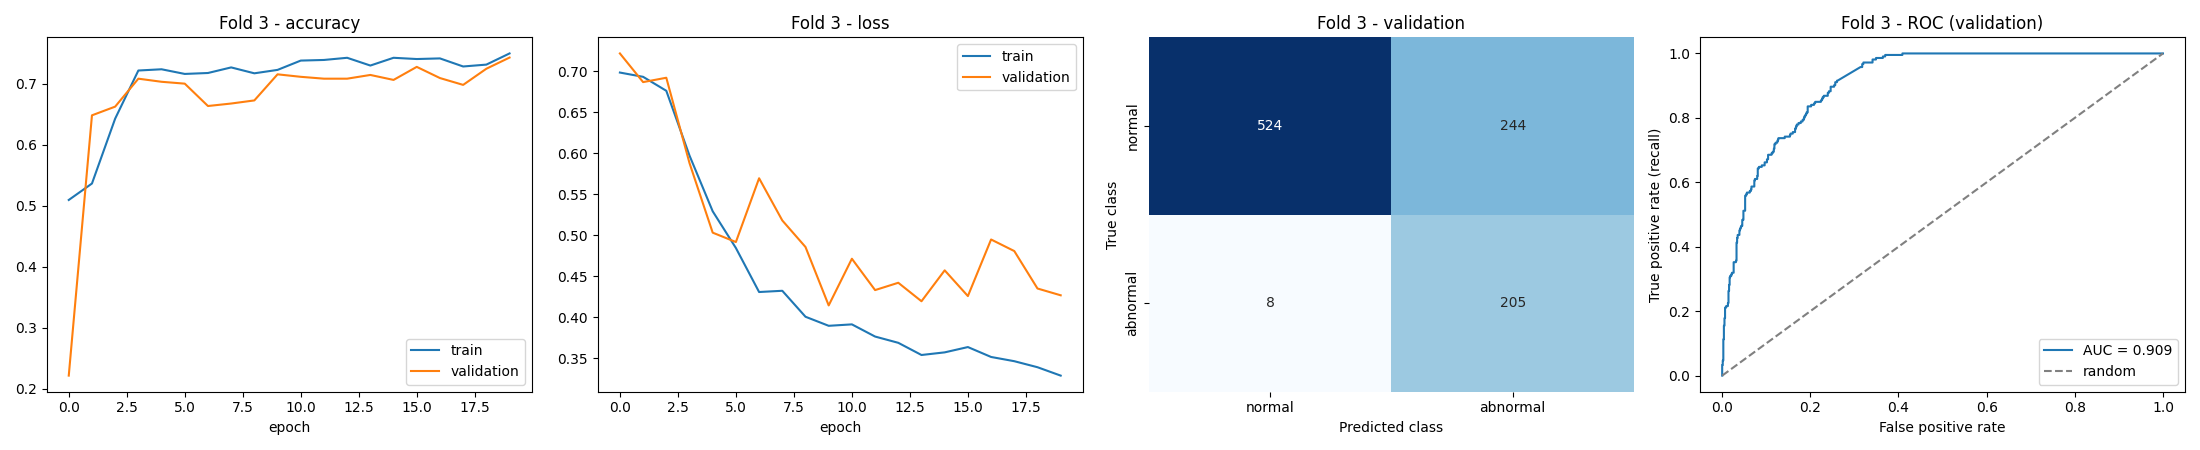 Fold 3 - accuracy
0.7
0.6
0.5
0.4
0.3
0.2
train
validation
0.0 2.5 5.0 7.5 10.0 12.5 15.0 17.5
epoch
Fold 3 - loss
train
validation
0.70
0.65
0.60
0.55
0.50
0.45
0.40
0.35
0.0 2.5 5.0 7.5 10.0 12.5 15.0 17.5
epoch
Fold 3 - validation
True class
normal
abnormal
524 244
8 205
normal abnormal
Predicted class
Fold 3 - ROC (validation)
True positive rate (recall)
1.0
0.8
0.6
0.4
0.2
0.0
AUC = 0.909
random
0.0 0.2 0.4 0.6 0.8 1.0
False positive rate